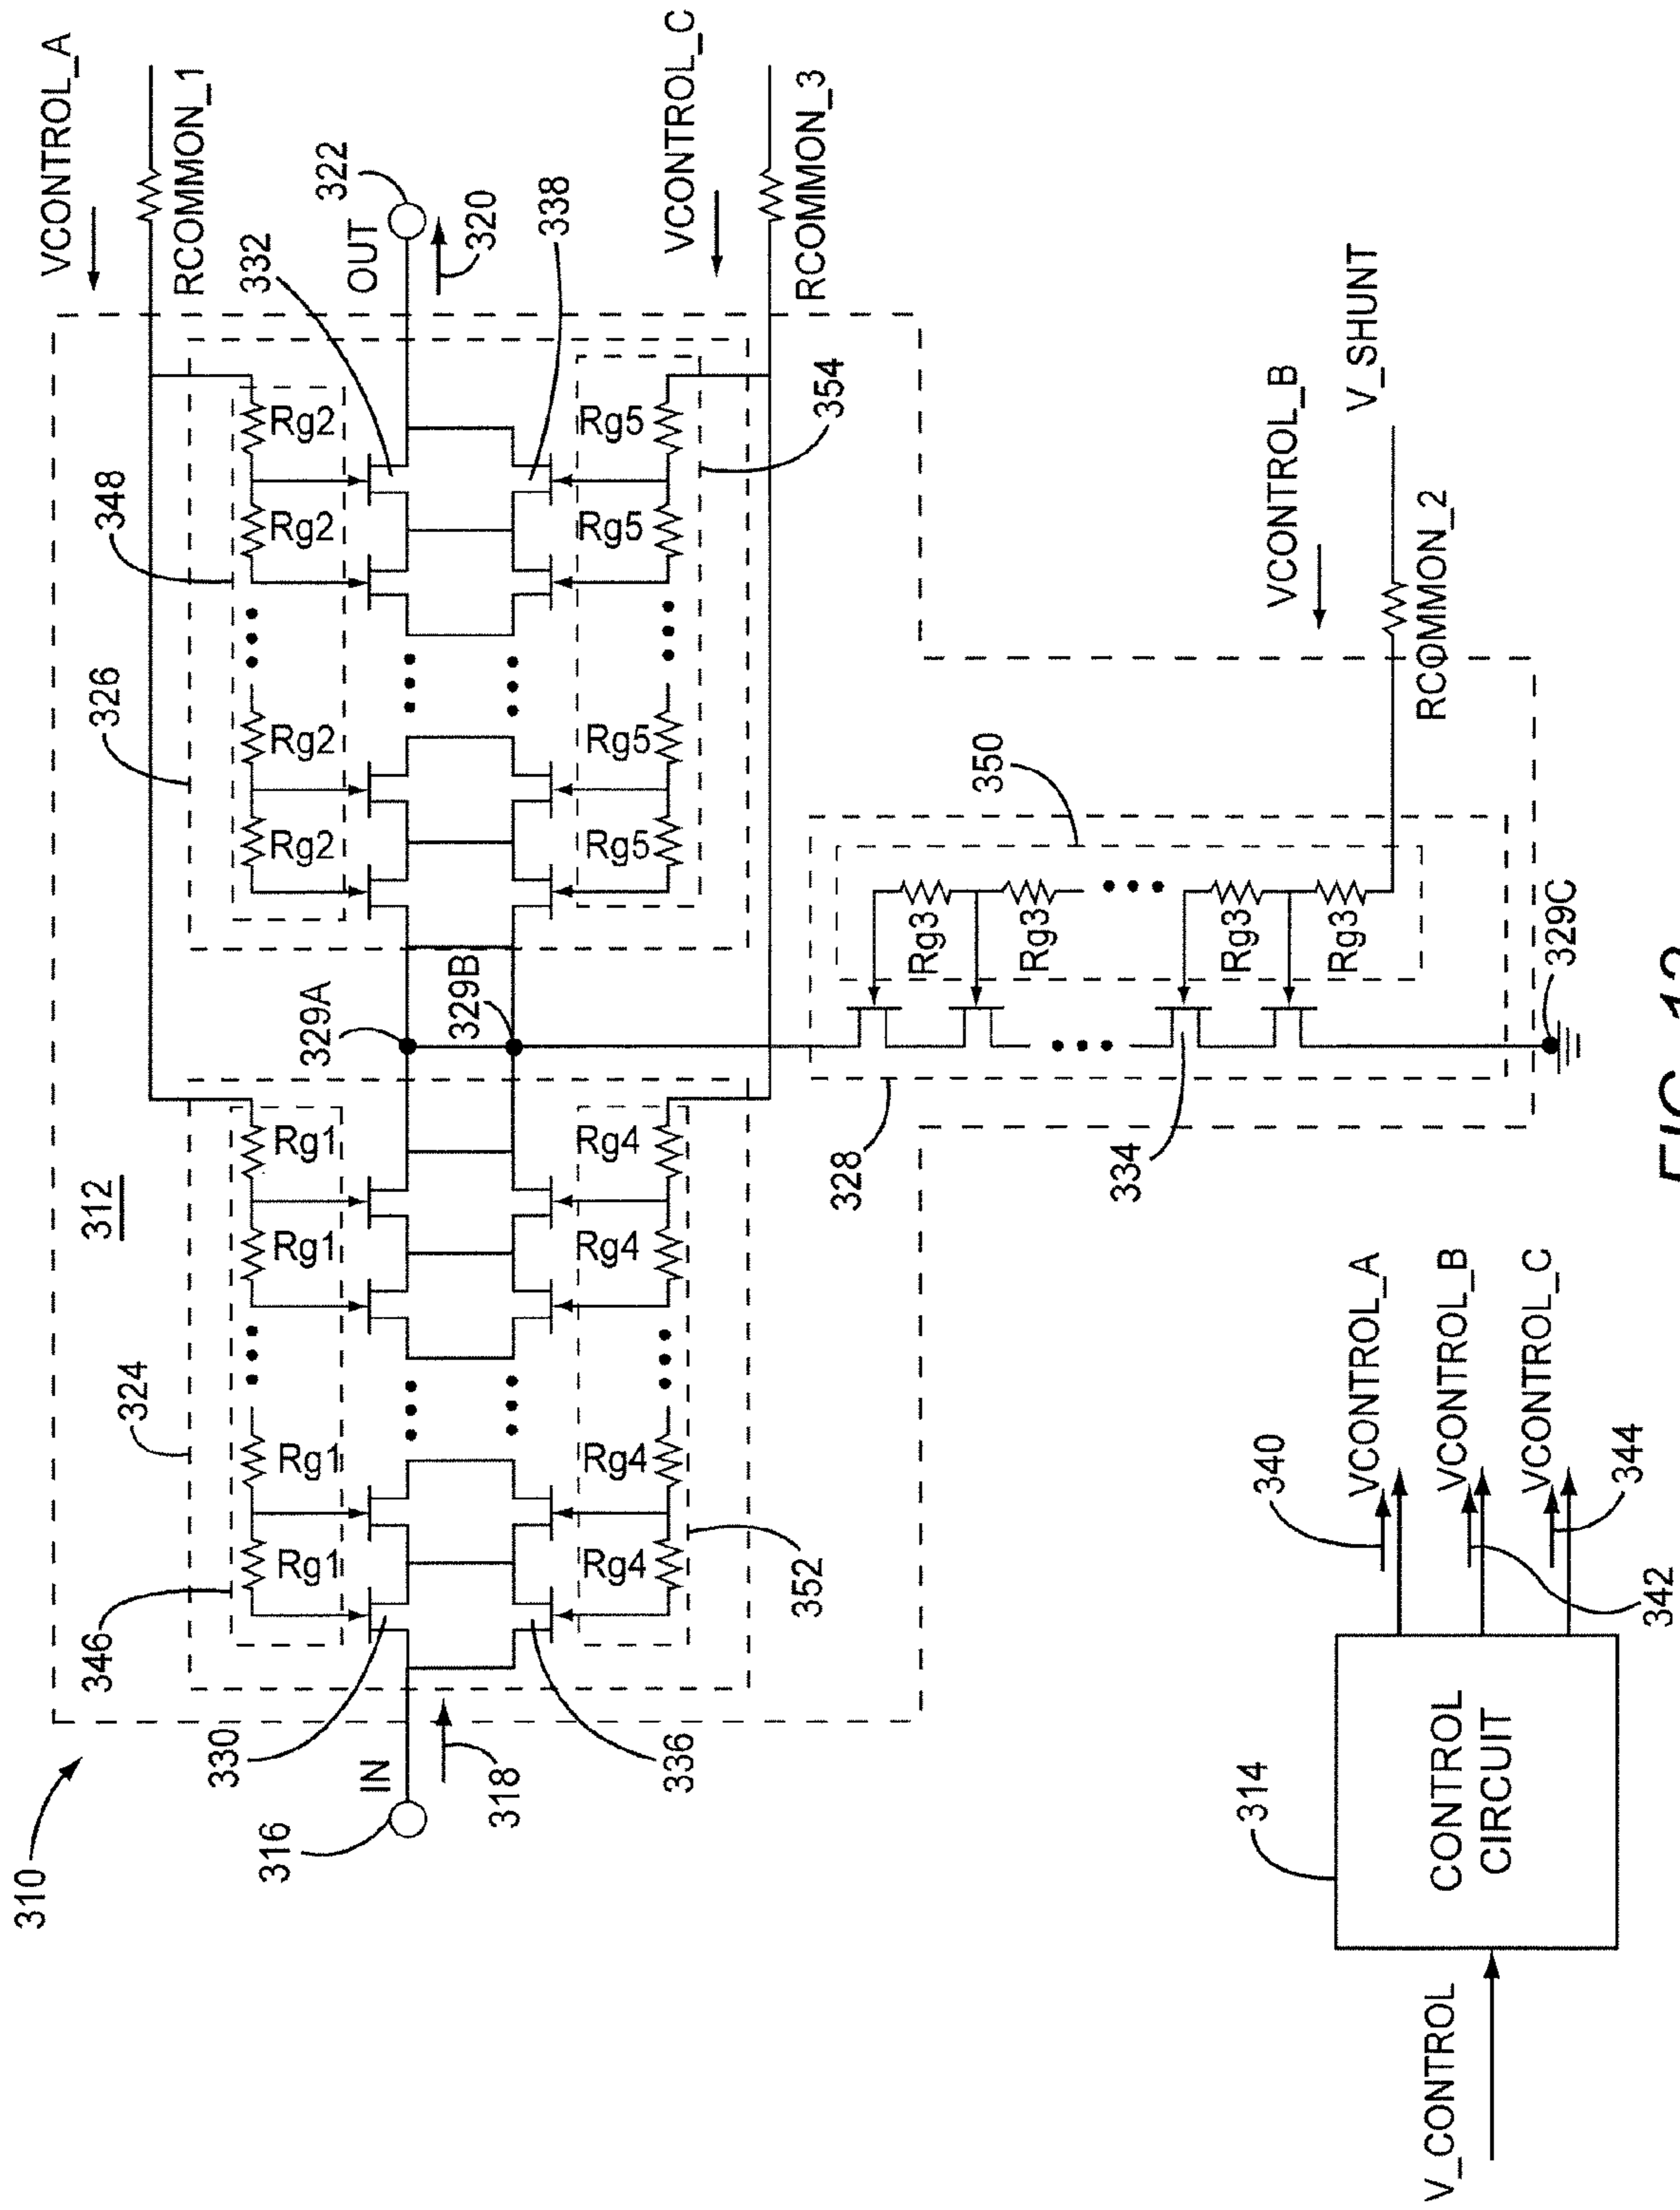 310
312
VCONTROL_A
RCOMMON_1
346
324
326
348
332
Rg1
Rg1
Rg1
Rg1
Rg2
Rg2
Rg2
Rg2
330
IN
316
318
336
329A
329B
OUT
322
320
338
VCONTROL_C
RCOMMON_3
Rg4
Rg4
Rg4
Rg4
Rg5
Rg5
Rg5
Rg5
352
354
328
334
350
Rg3
Rg3
Rg3
Rg3
VCONTROL_B
V_SHUNT
RCOMMON_2
329C
V_CONTROL
314
CONTROL
CIRCUIT
340
VCONTROL_A
VCONTROL_B
VCONTROL_C
342
344